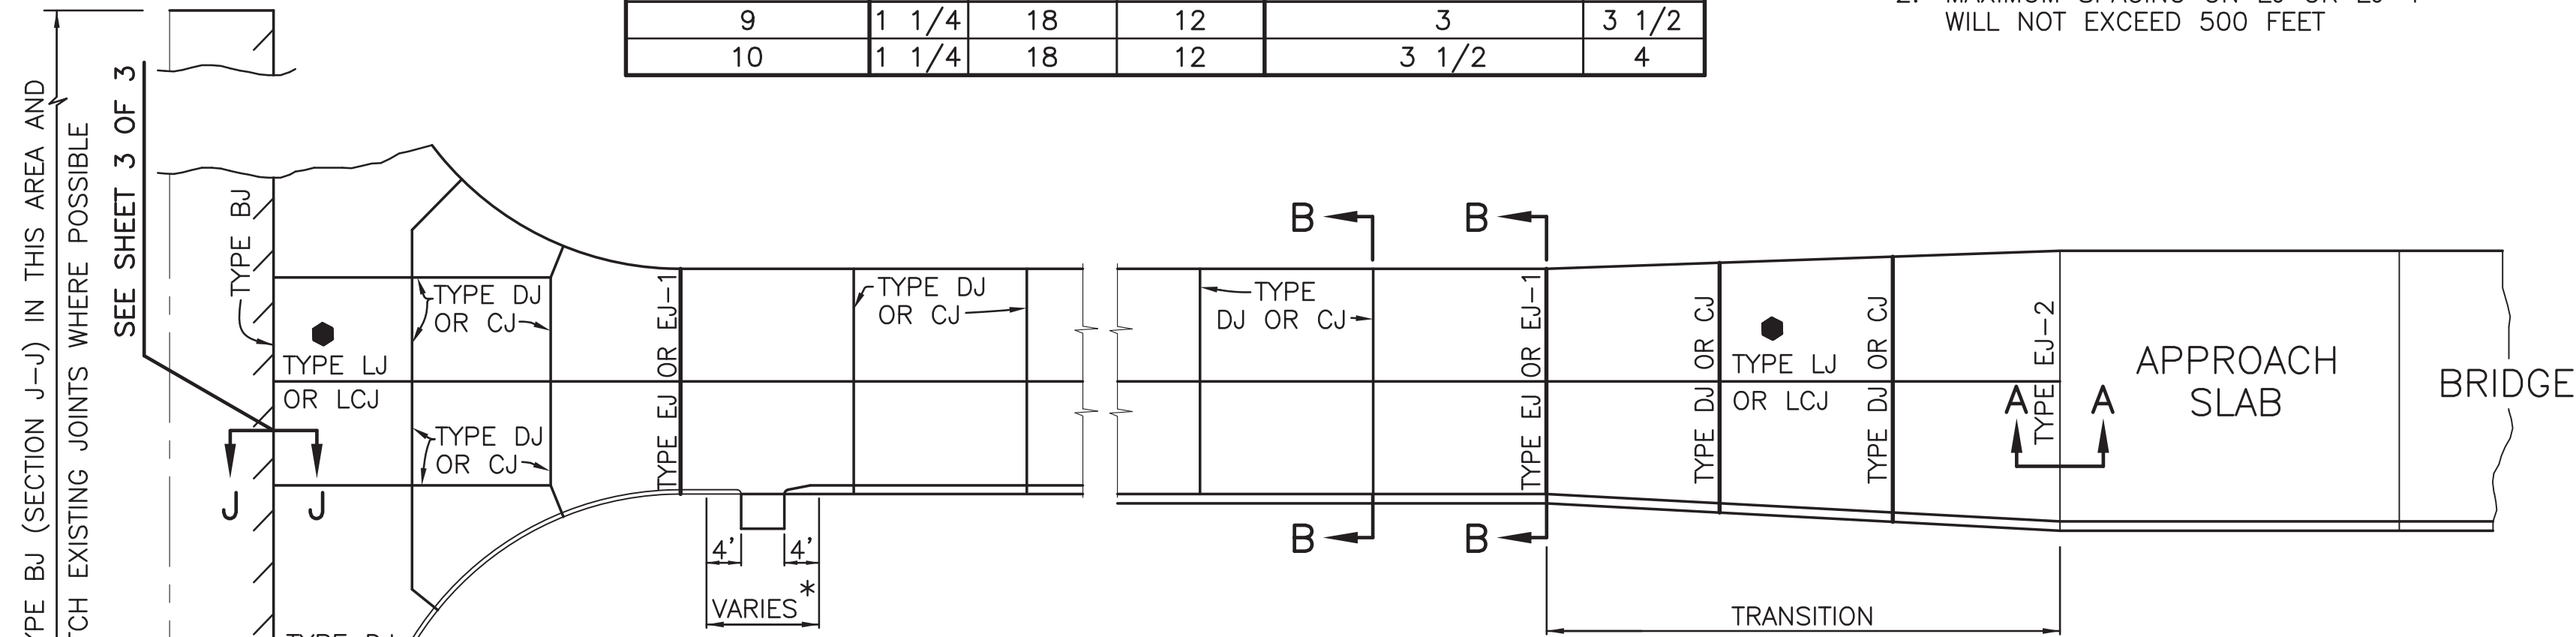 9 1 1/4 18 12 3 3 1/2
10 1 1/4 18 12 3 1/2 4
WILL NOT EXCEED 500 FEET
(SECTION J-J) IN THIS AREA AND
EXISTING JOINTS WHERE POSSIBLE
SEE SHEET 3 OF 3
TYPE BJ
TYPE LJ
OR LCJ
J J
TYPE DJ
OR CJ
TYPE DJ
OR CJ
TYPE EJ OR EJ-1
TYPE DJ
OR CJ
4' 4'
VARIES*
TYPE
DJ OR CJ
B B
B B
TYPE EJ OR EJ-1
TYPE DJ OR CJ
TYPE LJ
OR LCJ
TYPE DJ OR CJ
TYPE EJ-2
A A
TRANSITION
APPROACH
SLAB
BRIDGE